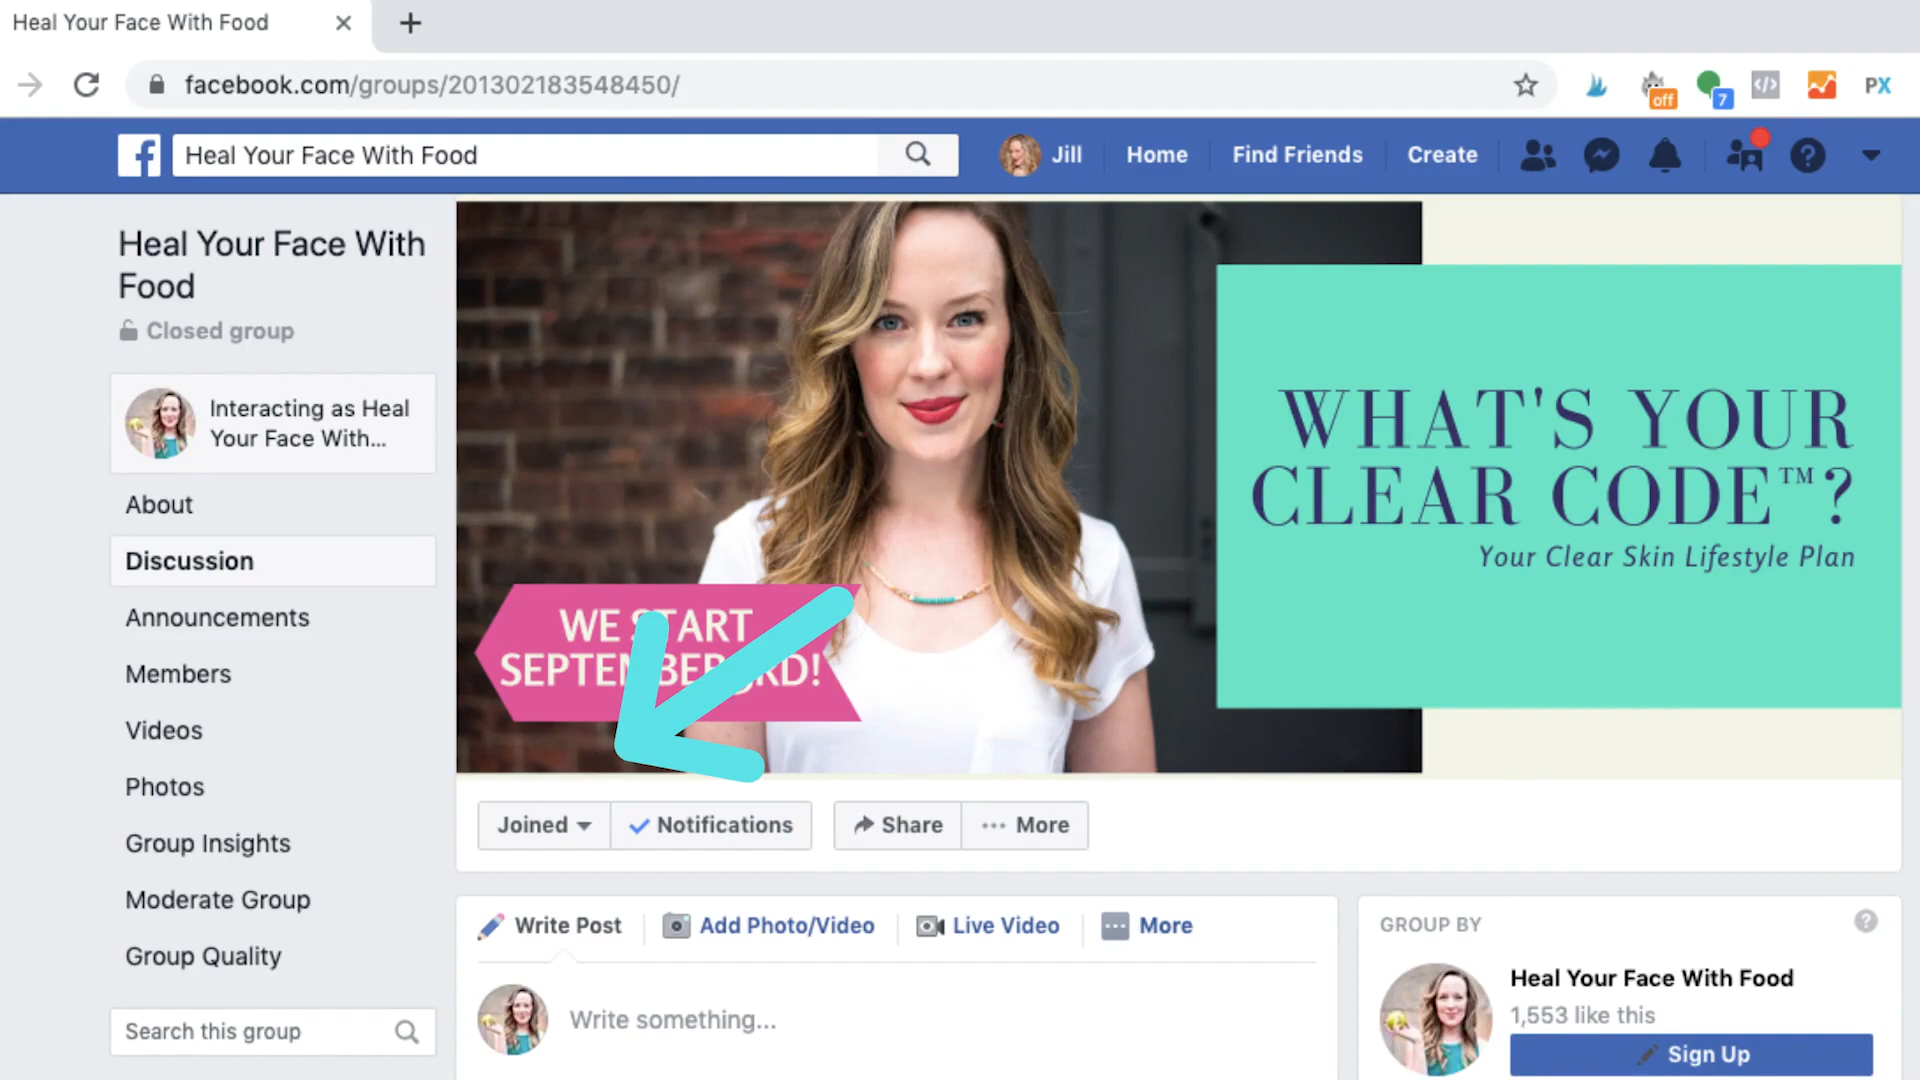 Heal Your Face With Food
facebook.com/groups/201302183548450/
off
7
PX
Heal Your Face With Food
Jill
Home
Find Friends
Create
Heal Your Face With
Food
Closed group
Interacting as Heal
Your Face With...
About
Discussion
Announcements
Members
Videos
Photos
Group Insights
Moderate Group
Group Quality
Search this group
WE START
SEPTEMBER 3RD!
WHAT'S YOUR
CLEAR CODE™?
Your Clear Skin Lifestyle Plan
Joined
Notifications
Share
More
Write Post
Add Photo/Video
Live Video
More
Write something...
GROUP BY
Heal Your Face With Food
1,553 like this
Sign Up